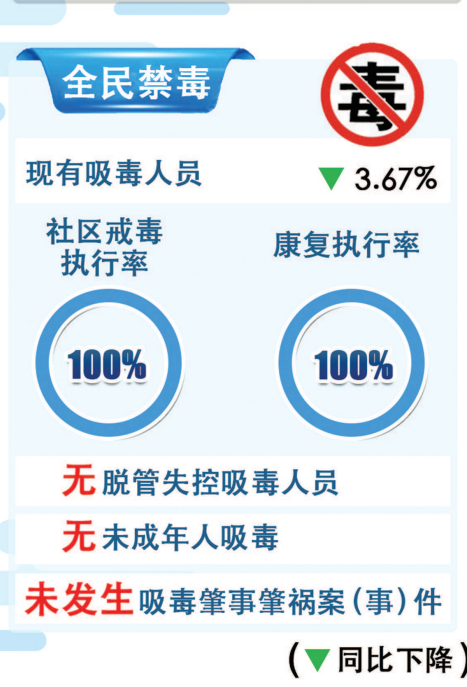 全民禁毒
毒
现有吸毒人员 ▼ 3.67%
社区戒毒
执行率
康复执行率
100%
100%
无脱管失控吸毒人员
无未成年人吸毒
未发生吸毒肇事肇祸案(事)件
(▼同比下降)